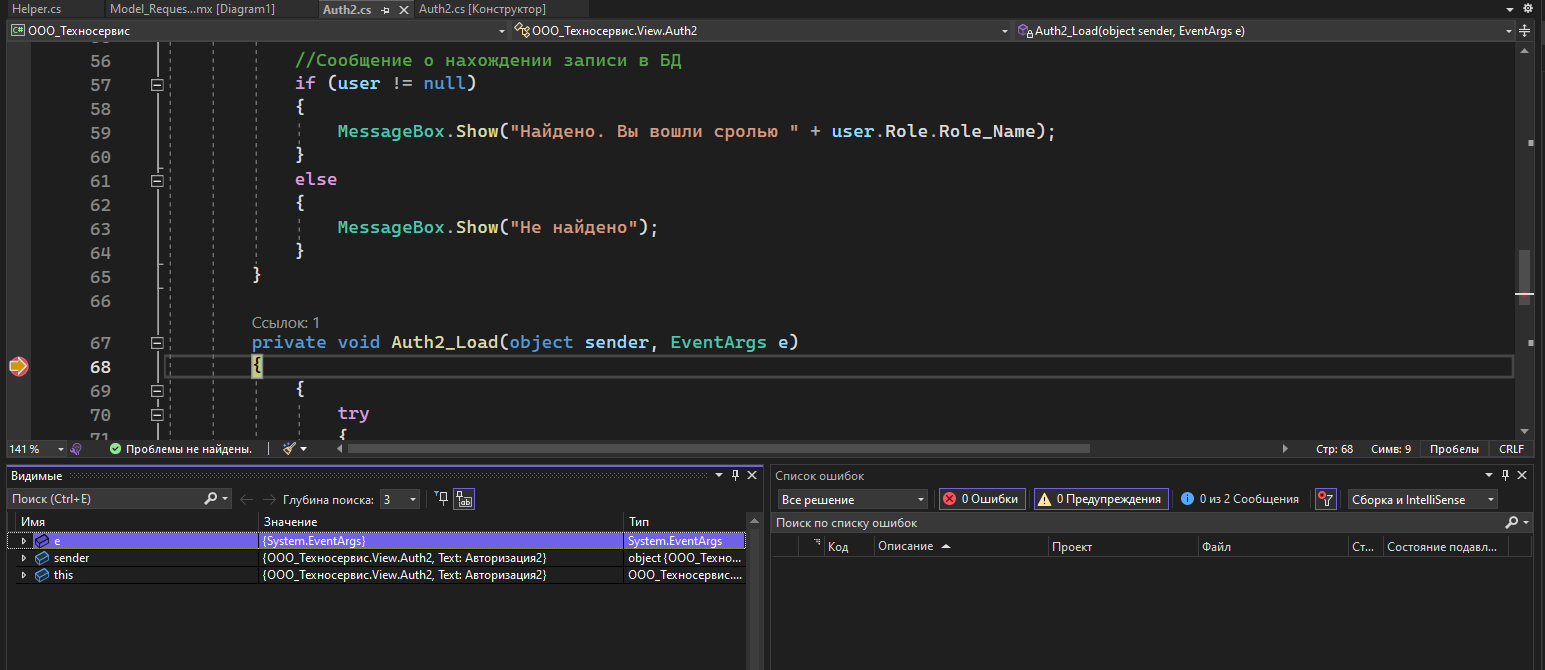 Helper.cs Model_Reques...mx [Diagram1] Auth2.cs Auth2.cs [Конструктор]
C# ООО_Техносервис ООО_Техносервис.View.Auth2 Auth2_Load(object sender, EventArgs e)
56 //Сообщение о нахождении записи в БД
57 if (user != null)
58 {
59 MessageBox.Show("Найдено. Вы вошли сролью " + user.Role.Role_Name);
60 }
61 else
62 {
63 MessageBox.Show("Не найдено");
64 }
65 }
66
Ссылок: 1
67 private void Auth2_Load(object sender, EventArgs e)
68 {
69 {
70 try
71 {
141 % Проблемы не найдены. Стр: 68 Симв: 9 Пробелы CRLF
Видимые
Поиск (Ctrl+E) Глубина поиска: 3
Имя Значение Тип
e {System.EventArgs} System.EventArgs
sender {ООО_Техносервис.View.Auth2, Text: Авторизация2} object {ООО_Техно...
this {ООО_Техносервис.View.Auth2, Text: Авторизация2} ООО_Техносервис....
Список ошибок
Все решение 0 Ошибки 0 Предупреждения 0 из 2 Сообщения Сборка и IntelliSense
Поиск по списку ошибок
Код Описание Проект Файл Ст... Состояние подавл...